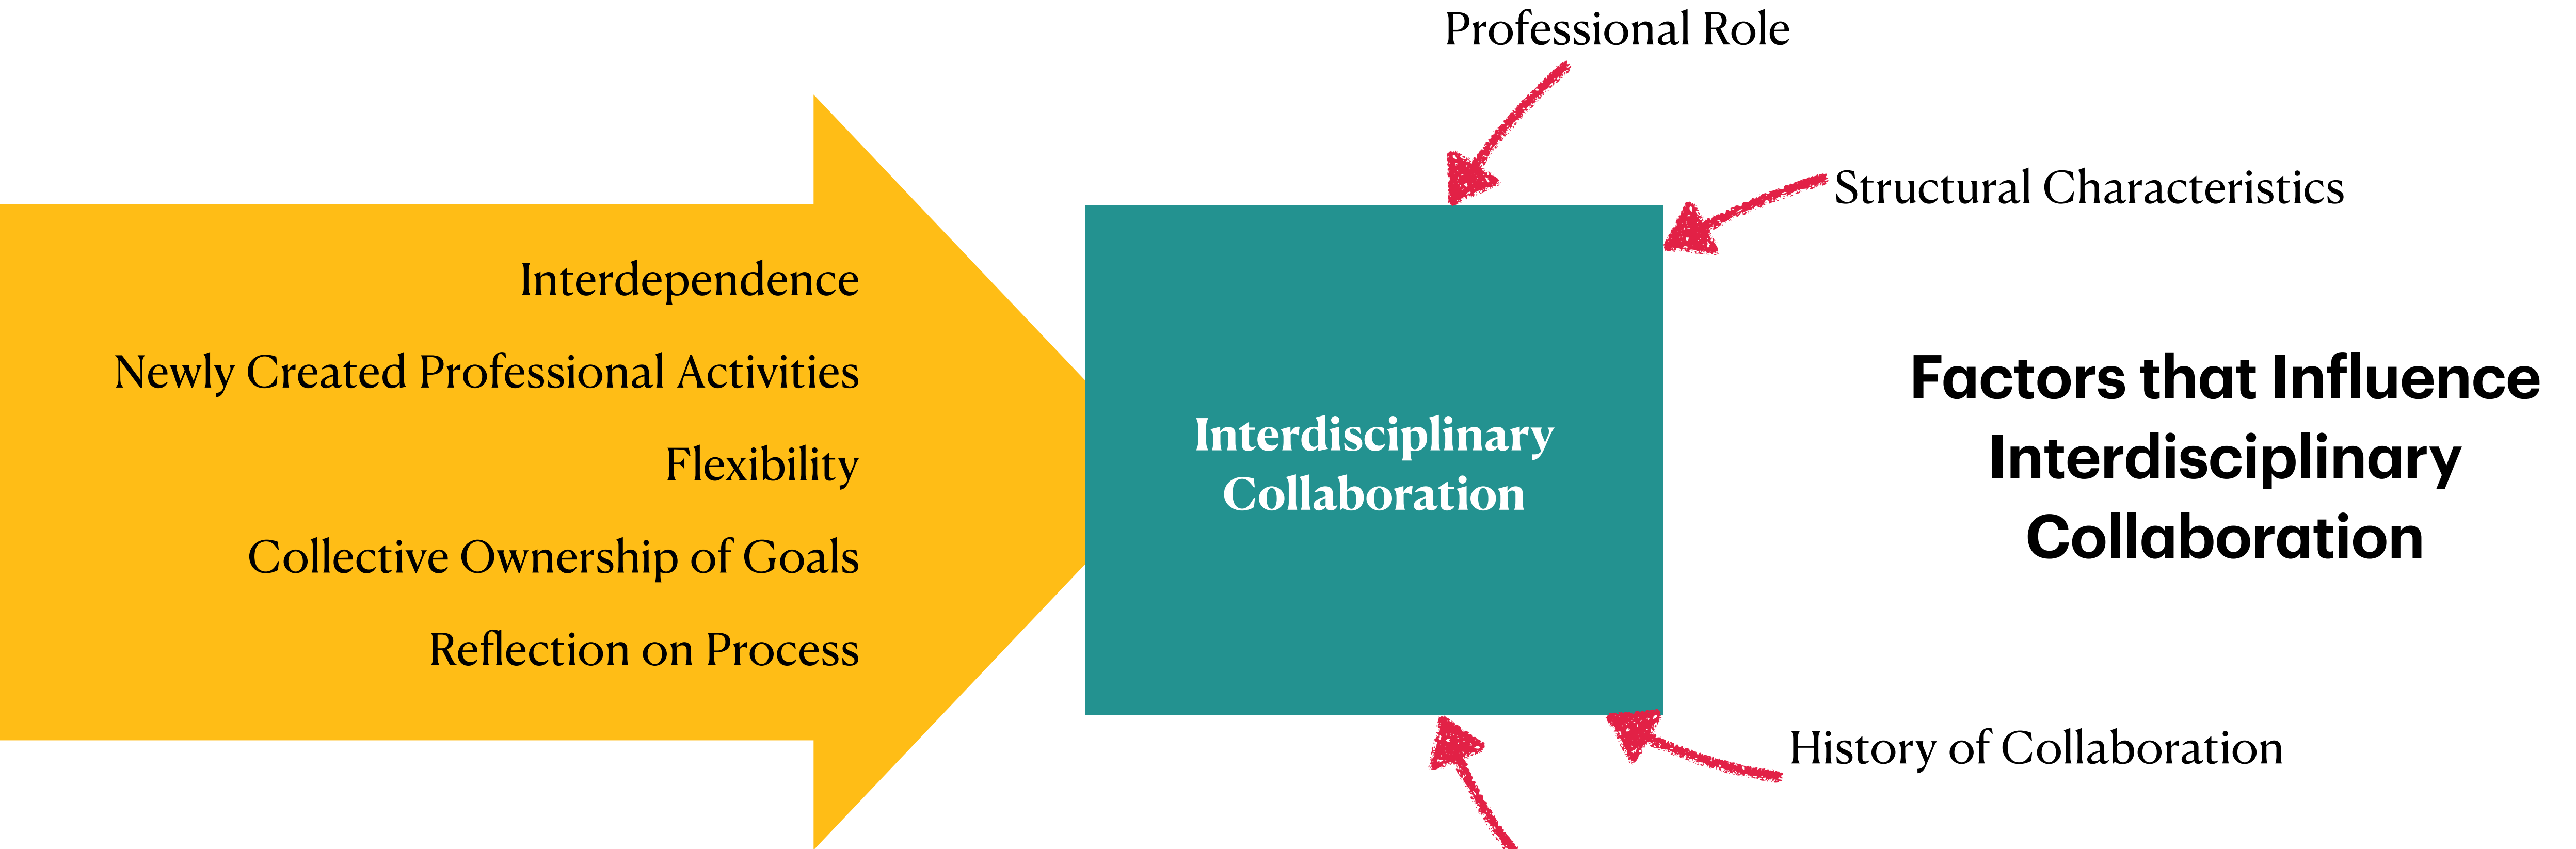 Professional Role
Structural Characteristics
Interdependence
Newly Created Professional Activities
Flexibility
Collective Ownership of Goals
Reflection on Process
Interdisciplinary
Collaboration
Factors that Influence
Interdisciplinary
Collaboration
History of Collaboration